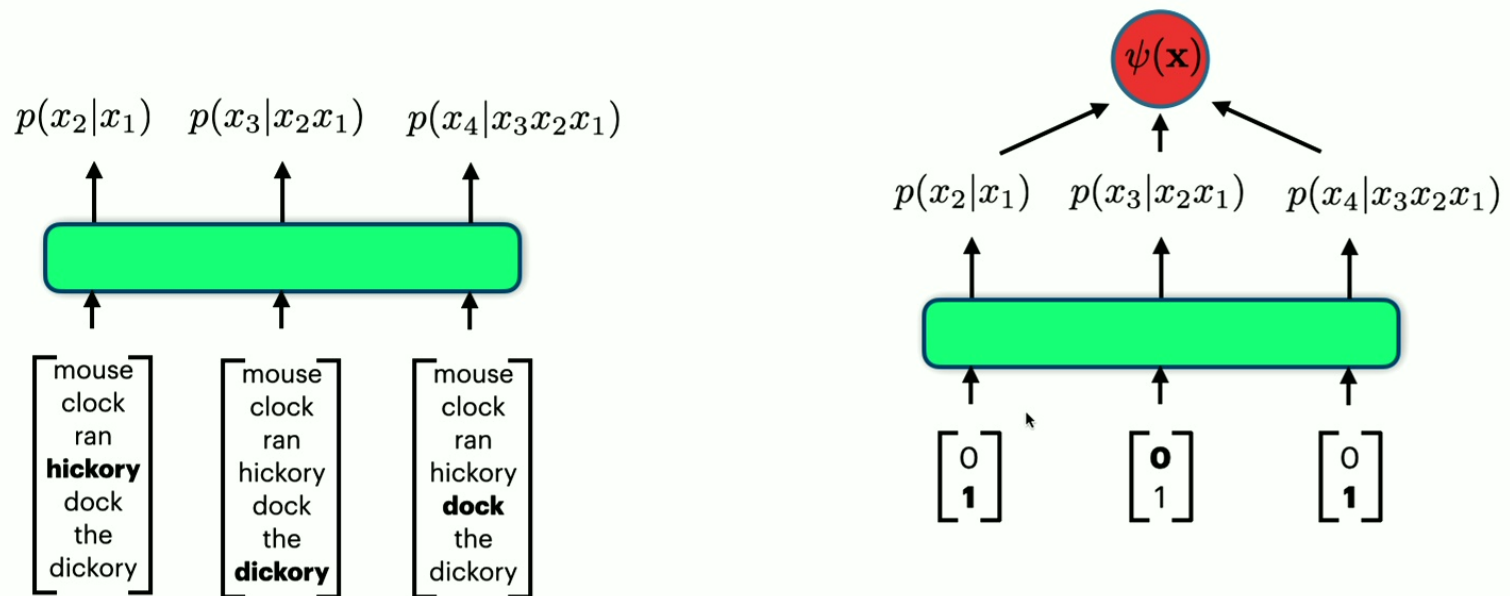 p(x₂|x₁) p(x₃|x₂x₁) p(x₄|x₃x₂x₁)
mouse
clock
ran
hickory
dock
the
dickory
mouse
clock
ran
hickory
dock
the
dickory
mouse
clock
ran
hickory
dock
the
dickory
ψ(x)
p(x₂|x₁) p(x₃|x₂x₁) p(x₄|x₃x₂x₁)
0
1
0
1
0
1